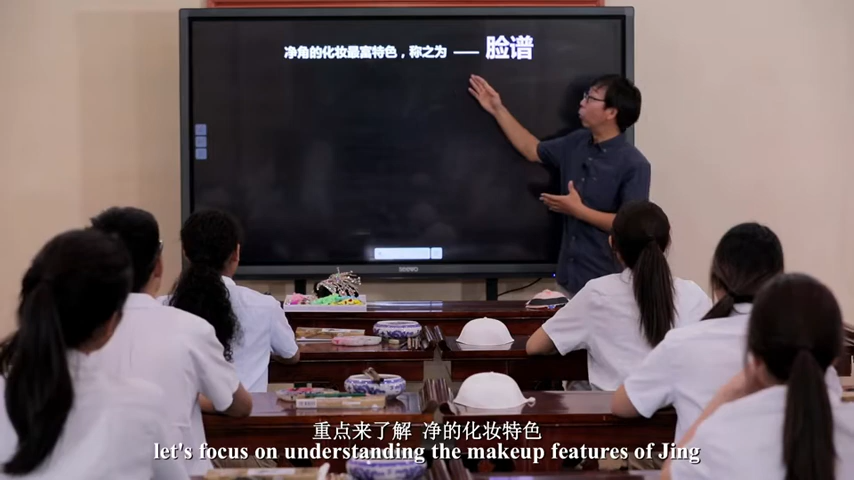 净角的化妆最富特色，称之为 —— 脸谱
重点来了解 净的化妆特色
let's focus on understanding the makeup features of Jing